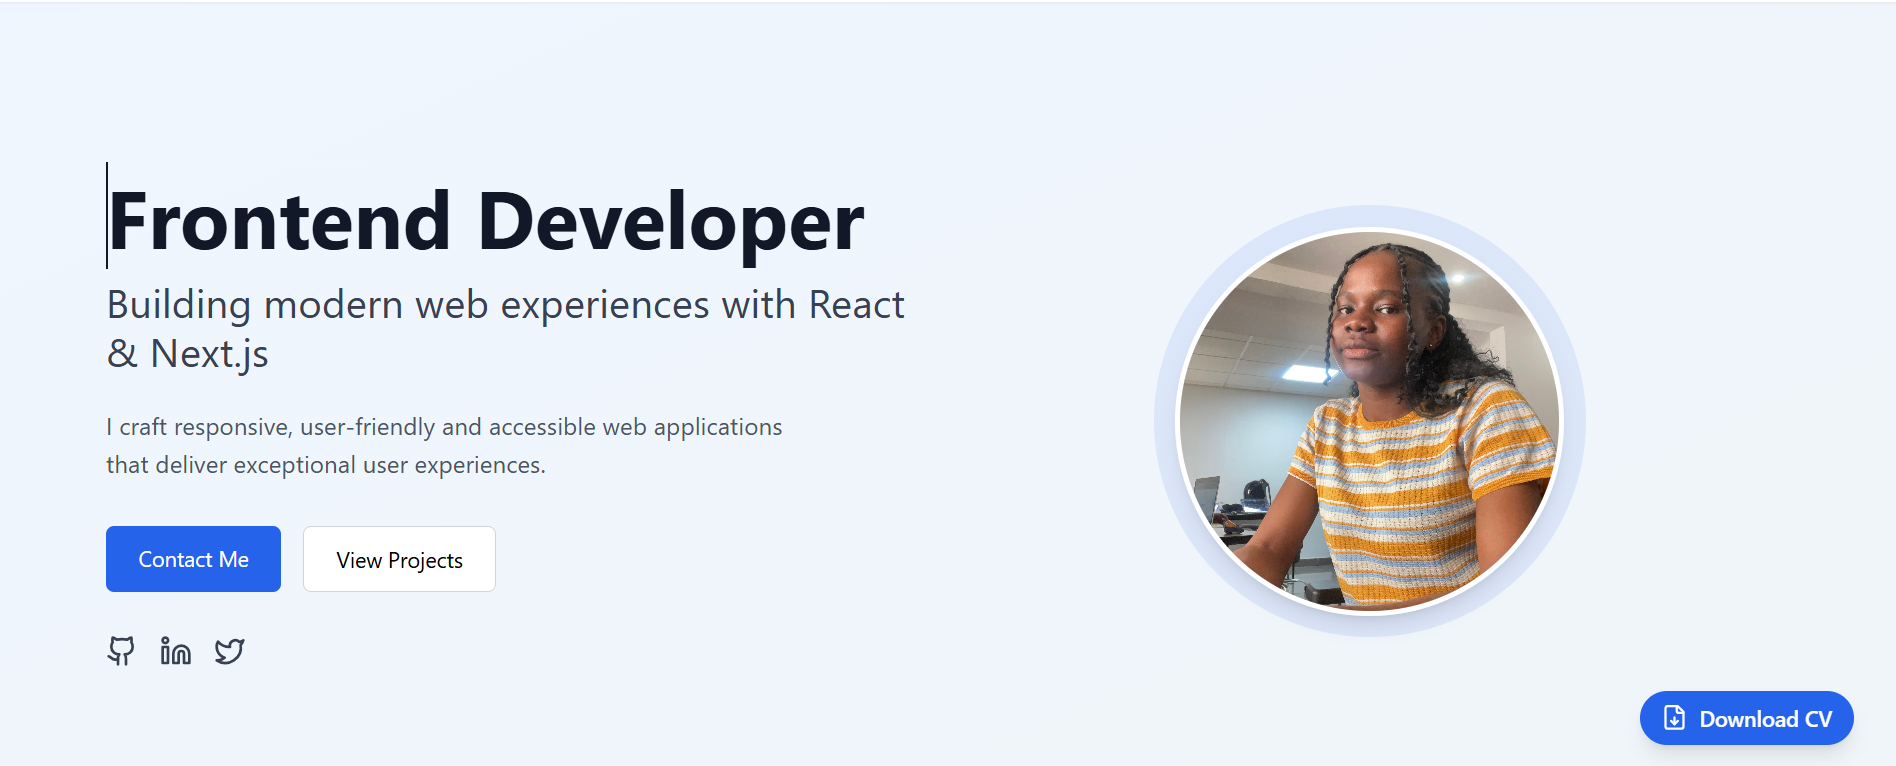 Frontend Developer
Building modern web experiences with React
& Next.js
I craft responsive, user-friendly and accessible web applications
that deliver exceptional user experiences.
Contact Me
View Projects
Download CV